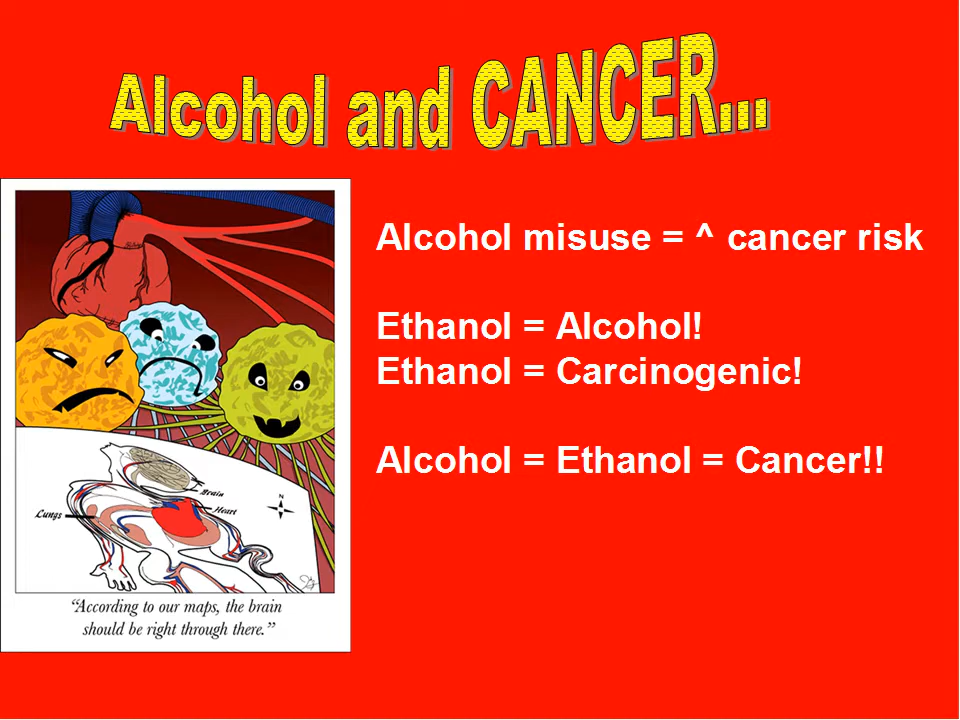 Alcohol and CANCER...
Alcohol misuse = ^ cancer risk
Ethanol = Alcohol!
Ethanol = Carcinogenic!
Alcohol = Ethanol = Cancer!!
Brain
N
Heart
Lungs
“According to our maps, the brain
should be right through there.”